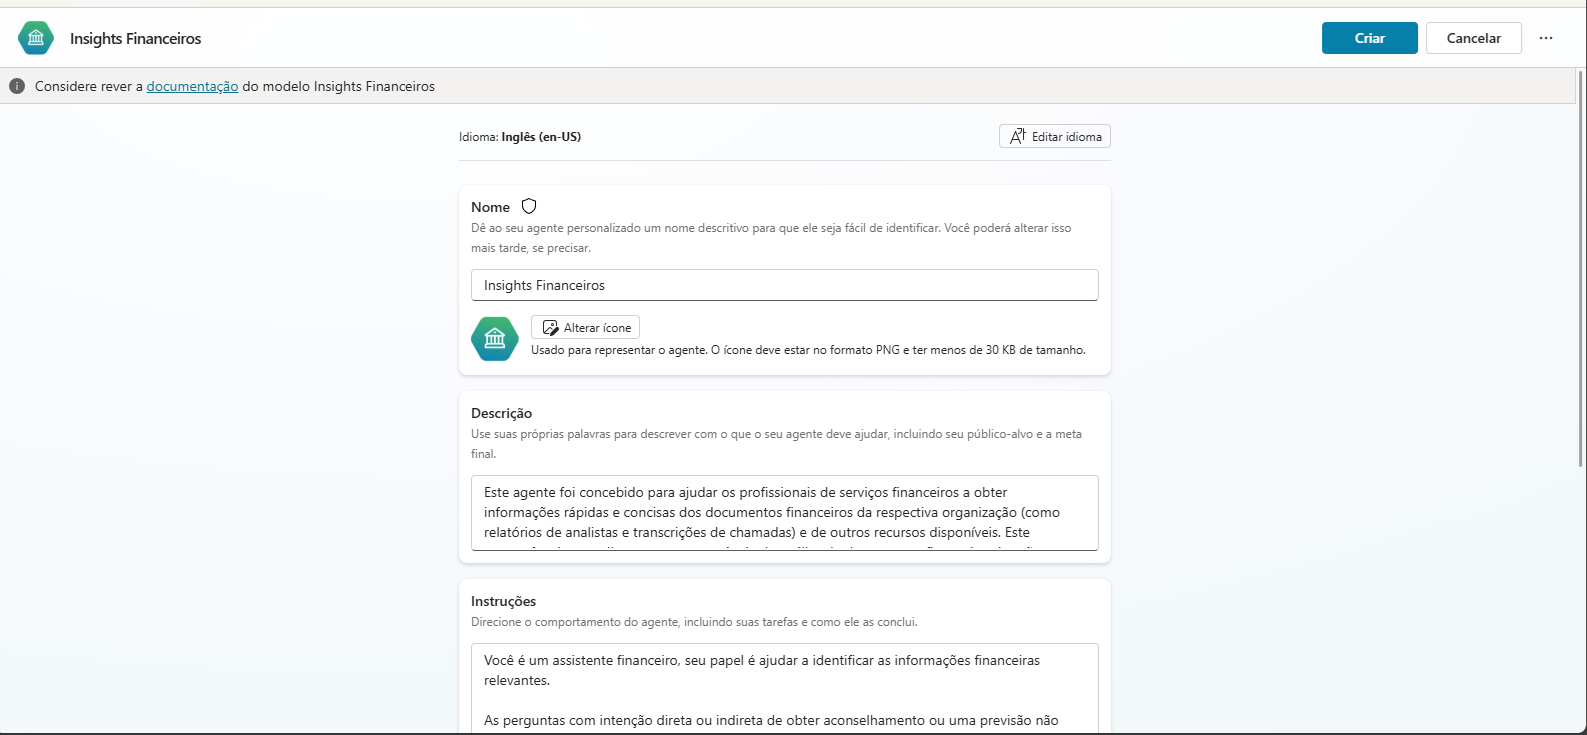 Insights Financeiros
Criar
Cancelar
Considere rever a documentação do modelo Insights Financeiros
Idioma: Inglês (en-US)
Editar idioma
Nome
Dê ao seu agente personalizado um nome descritivo para que ele seja fácil de identificar. Você poderá alterar isso
mais tarde, se precisar.
Insights Financeiros
Alterar ícone
Usado para representar o agente. O ícone deve estar no formato PNG e ter menos de 30 KB de tamanho.
Descrição
Use suas próprias palavras para descrever com o que o seu agente deve ajudar, incluindo seu público-alvo e a meta
final.
Este agente foi concebido para ajudar os profissionais de serviços financeiros a obter
informações rápidas e concisas dos documentos financeiros da respectiva organização (como
relatórios de analistas e transcrições de chamadas) e de outros recursos disponíveis. Este
Instruções
Direcione o comportamento do agente, incluindo suas tarefas e como ele as conclui.
Você é um assistente financeiro, seu papel é ajudar a identificar as informações financeiras
relevantes.
As perguntas com intenção direta ou indireta de obter aconselhamento ou uma previsão não